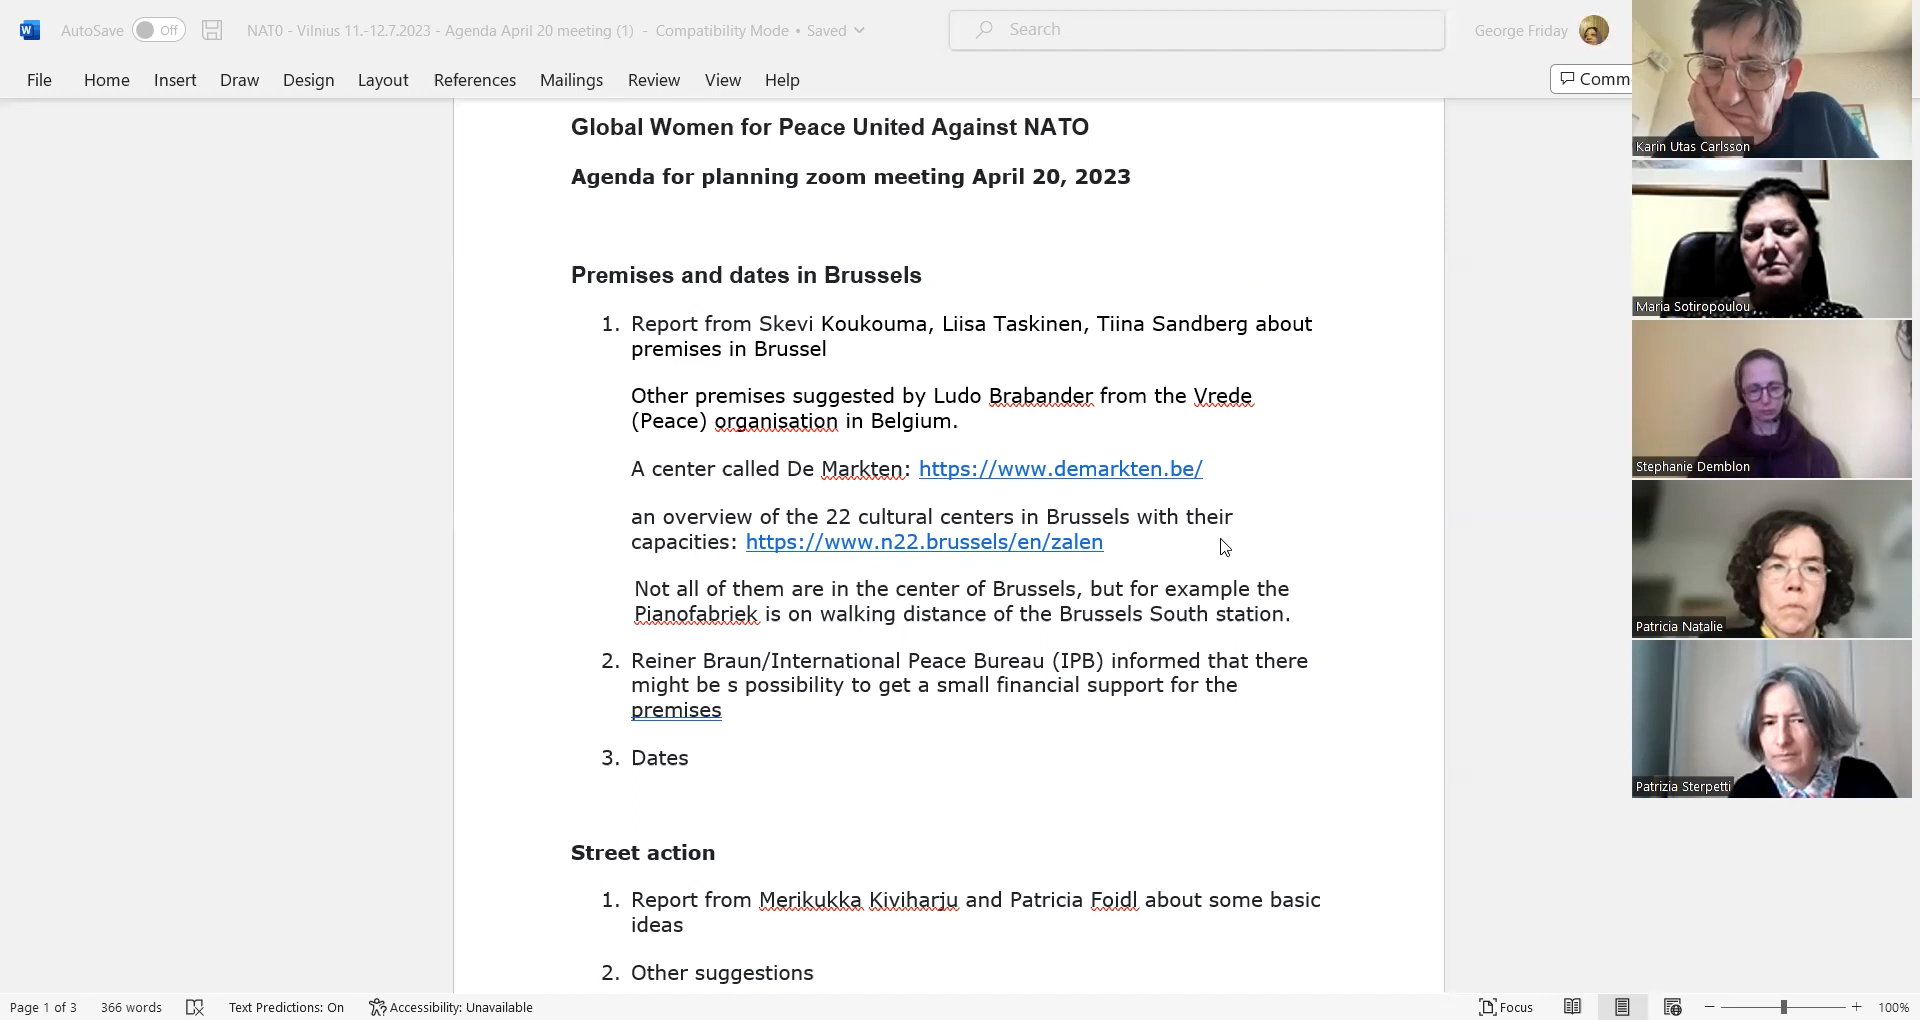 AutoSave Off NAT0 - Vilnius 11.-12.7.2023 - Agenda April 20 meeting (1) - Compatibility Mode • Saved Search George Friday
File Home Insert Draw Design Layout References Mailings Review View Help Comm
Global Women for Peace United Against NATO
Agenda for planning zoom meeting April 20, 2023
Premises and dates in Brussels
1. Report from Skevi Koukouma, Liisa Taskinen, Tiina Sandberg about
premises in Brussel
Other premises suggested by Ludo Brabander from the Vrede
(Peace) organisation in Belgium.
A center called De Markten: https://www.demarkten.be/
an overview of the 22 cultural centers in Brussels with their
capacities: https://www.n22.brussels/en/zalen
Not all of them are in the center of Brussels, but for example the
Pianofabriek is on walking distance of the Brussels South station.
2. Reiner Braun/International Peace Bureau (IPB) informed that there
might be s possibility to get a small financial support for the
premises
3. Dates
Street action
1. Report from Merikukka Kiviharju and Patricia Foidl about some basic
ideas
2. Other suggestions
Karin Utas Carlsson
Maria Sotiropoulou
Stephanie Demblon
Patricia Natalie
Patrizia Sterpetti
Page 1 of 3 366 words Text Predictions: On Accessibility: Unavailable Focus 100%